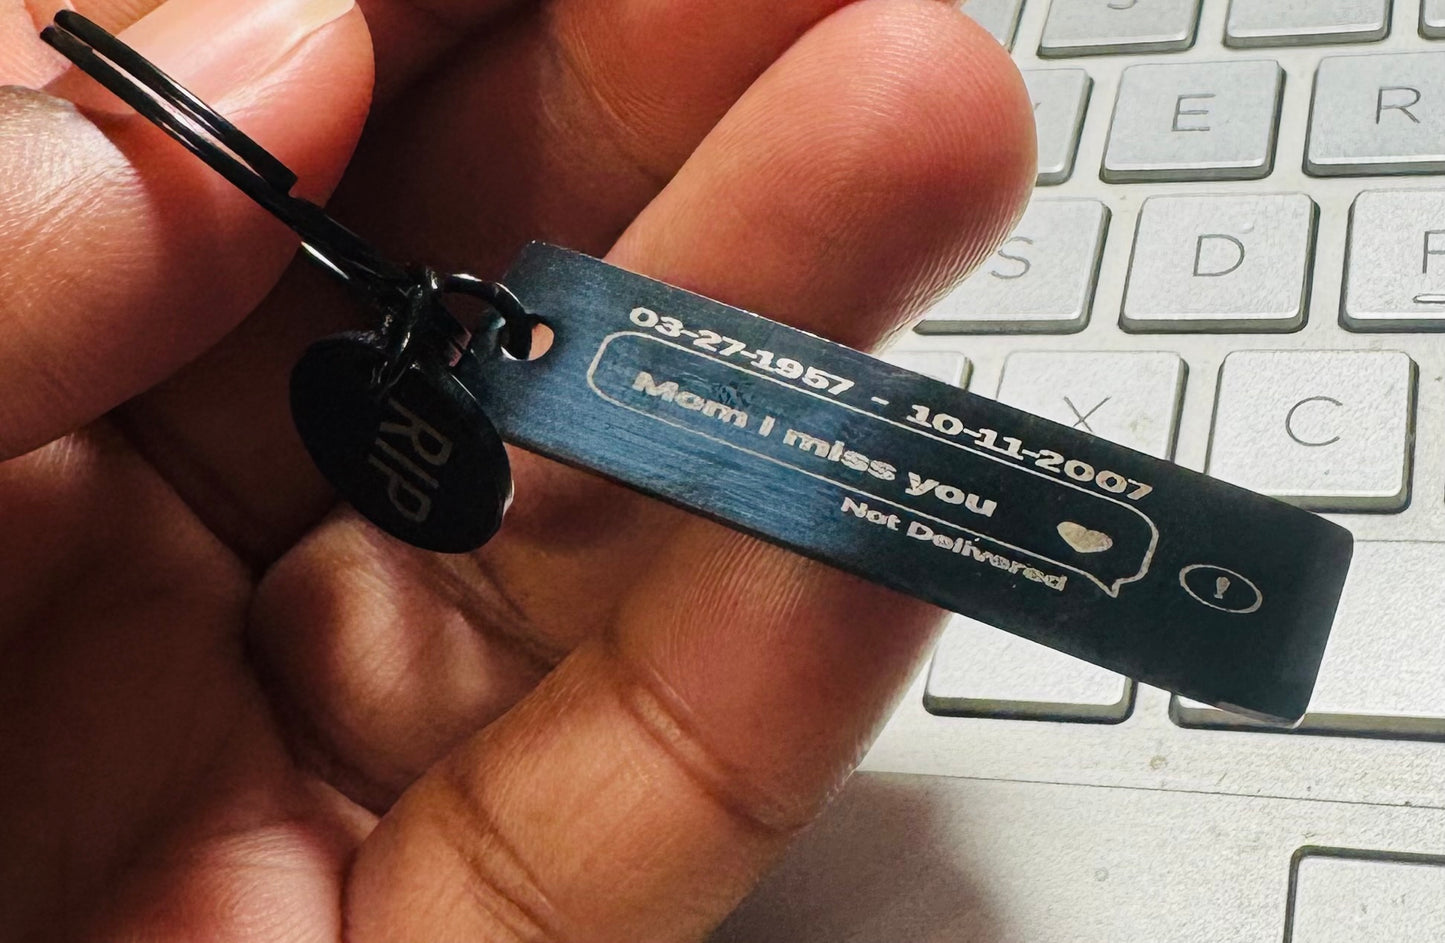 E
R
S
D
F
X
C
RIP
03-27-1957 - 10-11-2007
Mom I miss you
Not Delivered
!